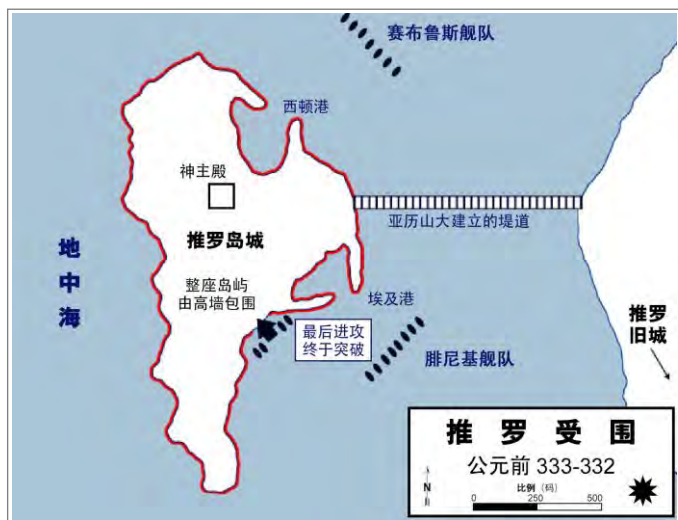 赛布鲁斯舰队
西顿港
神主殿
亚历山大建立的堤道
推罗岛城
地中海
整座岛屿
由高墙包围
埃及港
最后进攻
终于突破
腓尼基舰队
推罗
旧城
推罗受围
公元前 333-332
比例 (码)
N
0 250 500